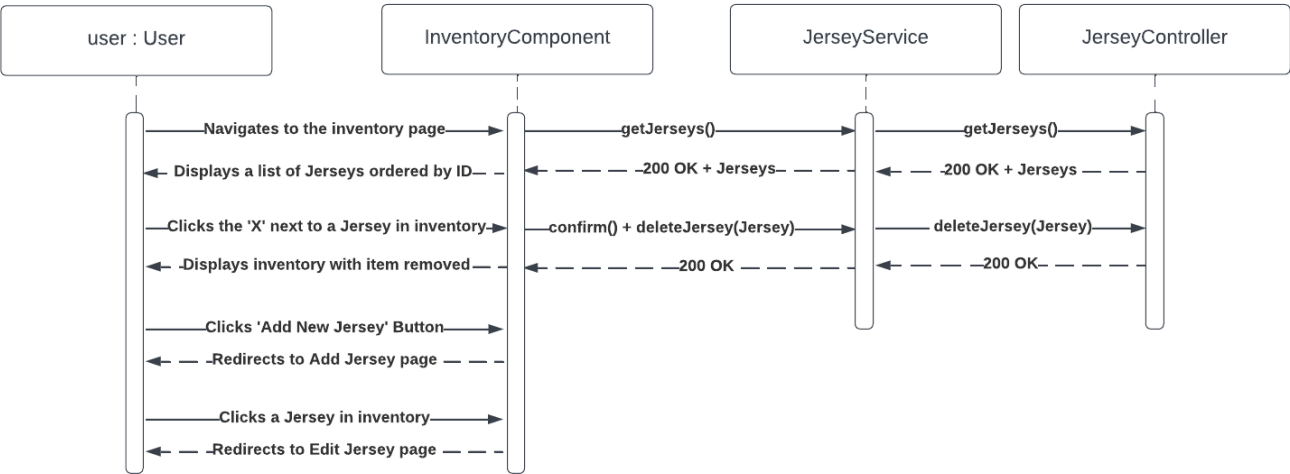 user : User
InventoryComponent
JerseyService
JerseyController
Navigates to the inventory page
getJerseys()
getJerseys()
Displays a list of Jerseys ordered by ID
200 OK + Jerseys
200 OK + Jerseys
Clicks the 'X' next to a Jersey in inventory
confirm() + deleteJersey(Jersey)
deleteJersey(Jersey)
Displays inventory with item removed
200 OK
200 OK
Clicks 'Add New Jersey' Button
Redirects to Add Jersey page
Clicks a Jersey in inventory
Redirects to Edit Jersey page